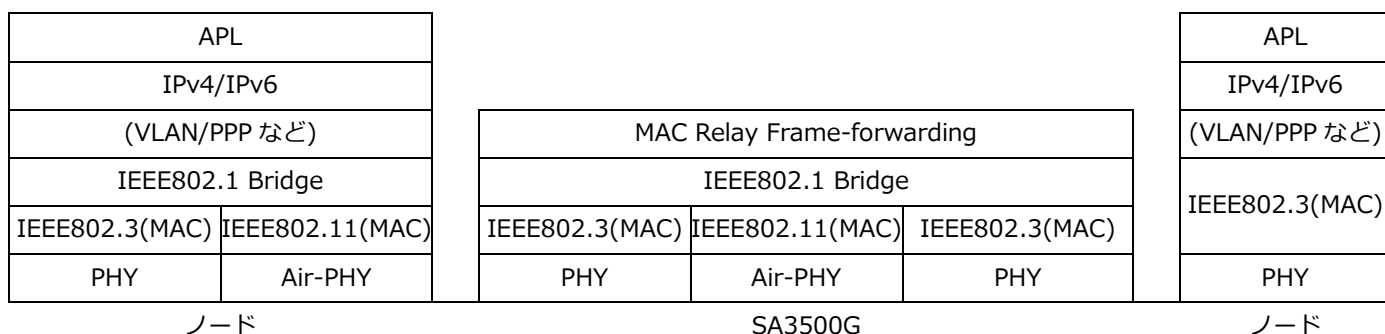 APL APL
IPv4/IPv6 IPv4/IPv6
(VLAN/PPP など) MAC Relay Frame-forwarding (VLAN/PPP など)
IEEE802.1 Bridge IEEE802.1 Bridge
IEEE802.3(MAC)
IEEE802.3(MAC) IEEE802.11(MAC) IEEE802.3(MAC) IEEE802.11(MAC) IEEE802.3(MAC)
PHY Air-PHY PHY Air-PHY PHY PHY
ノード SA3500G ノード